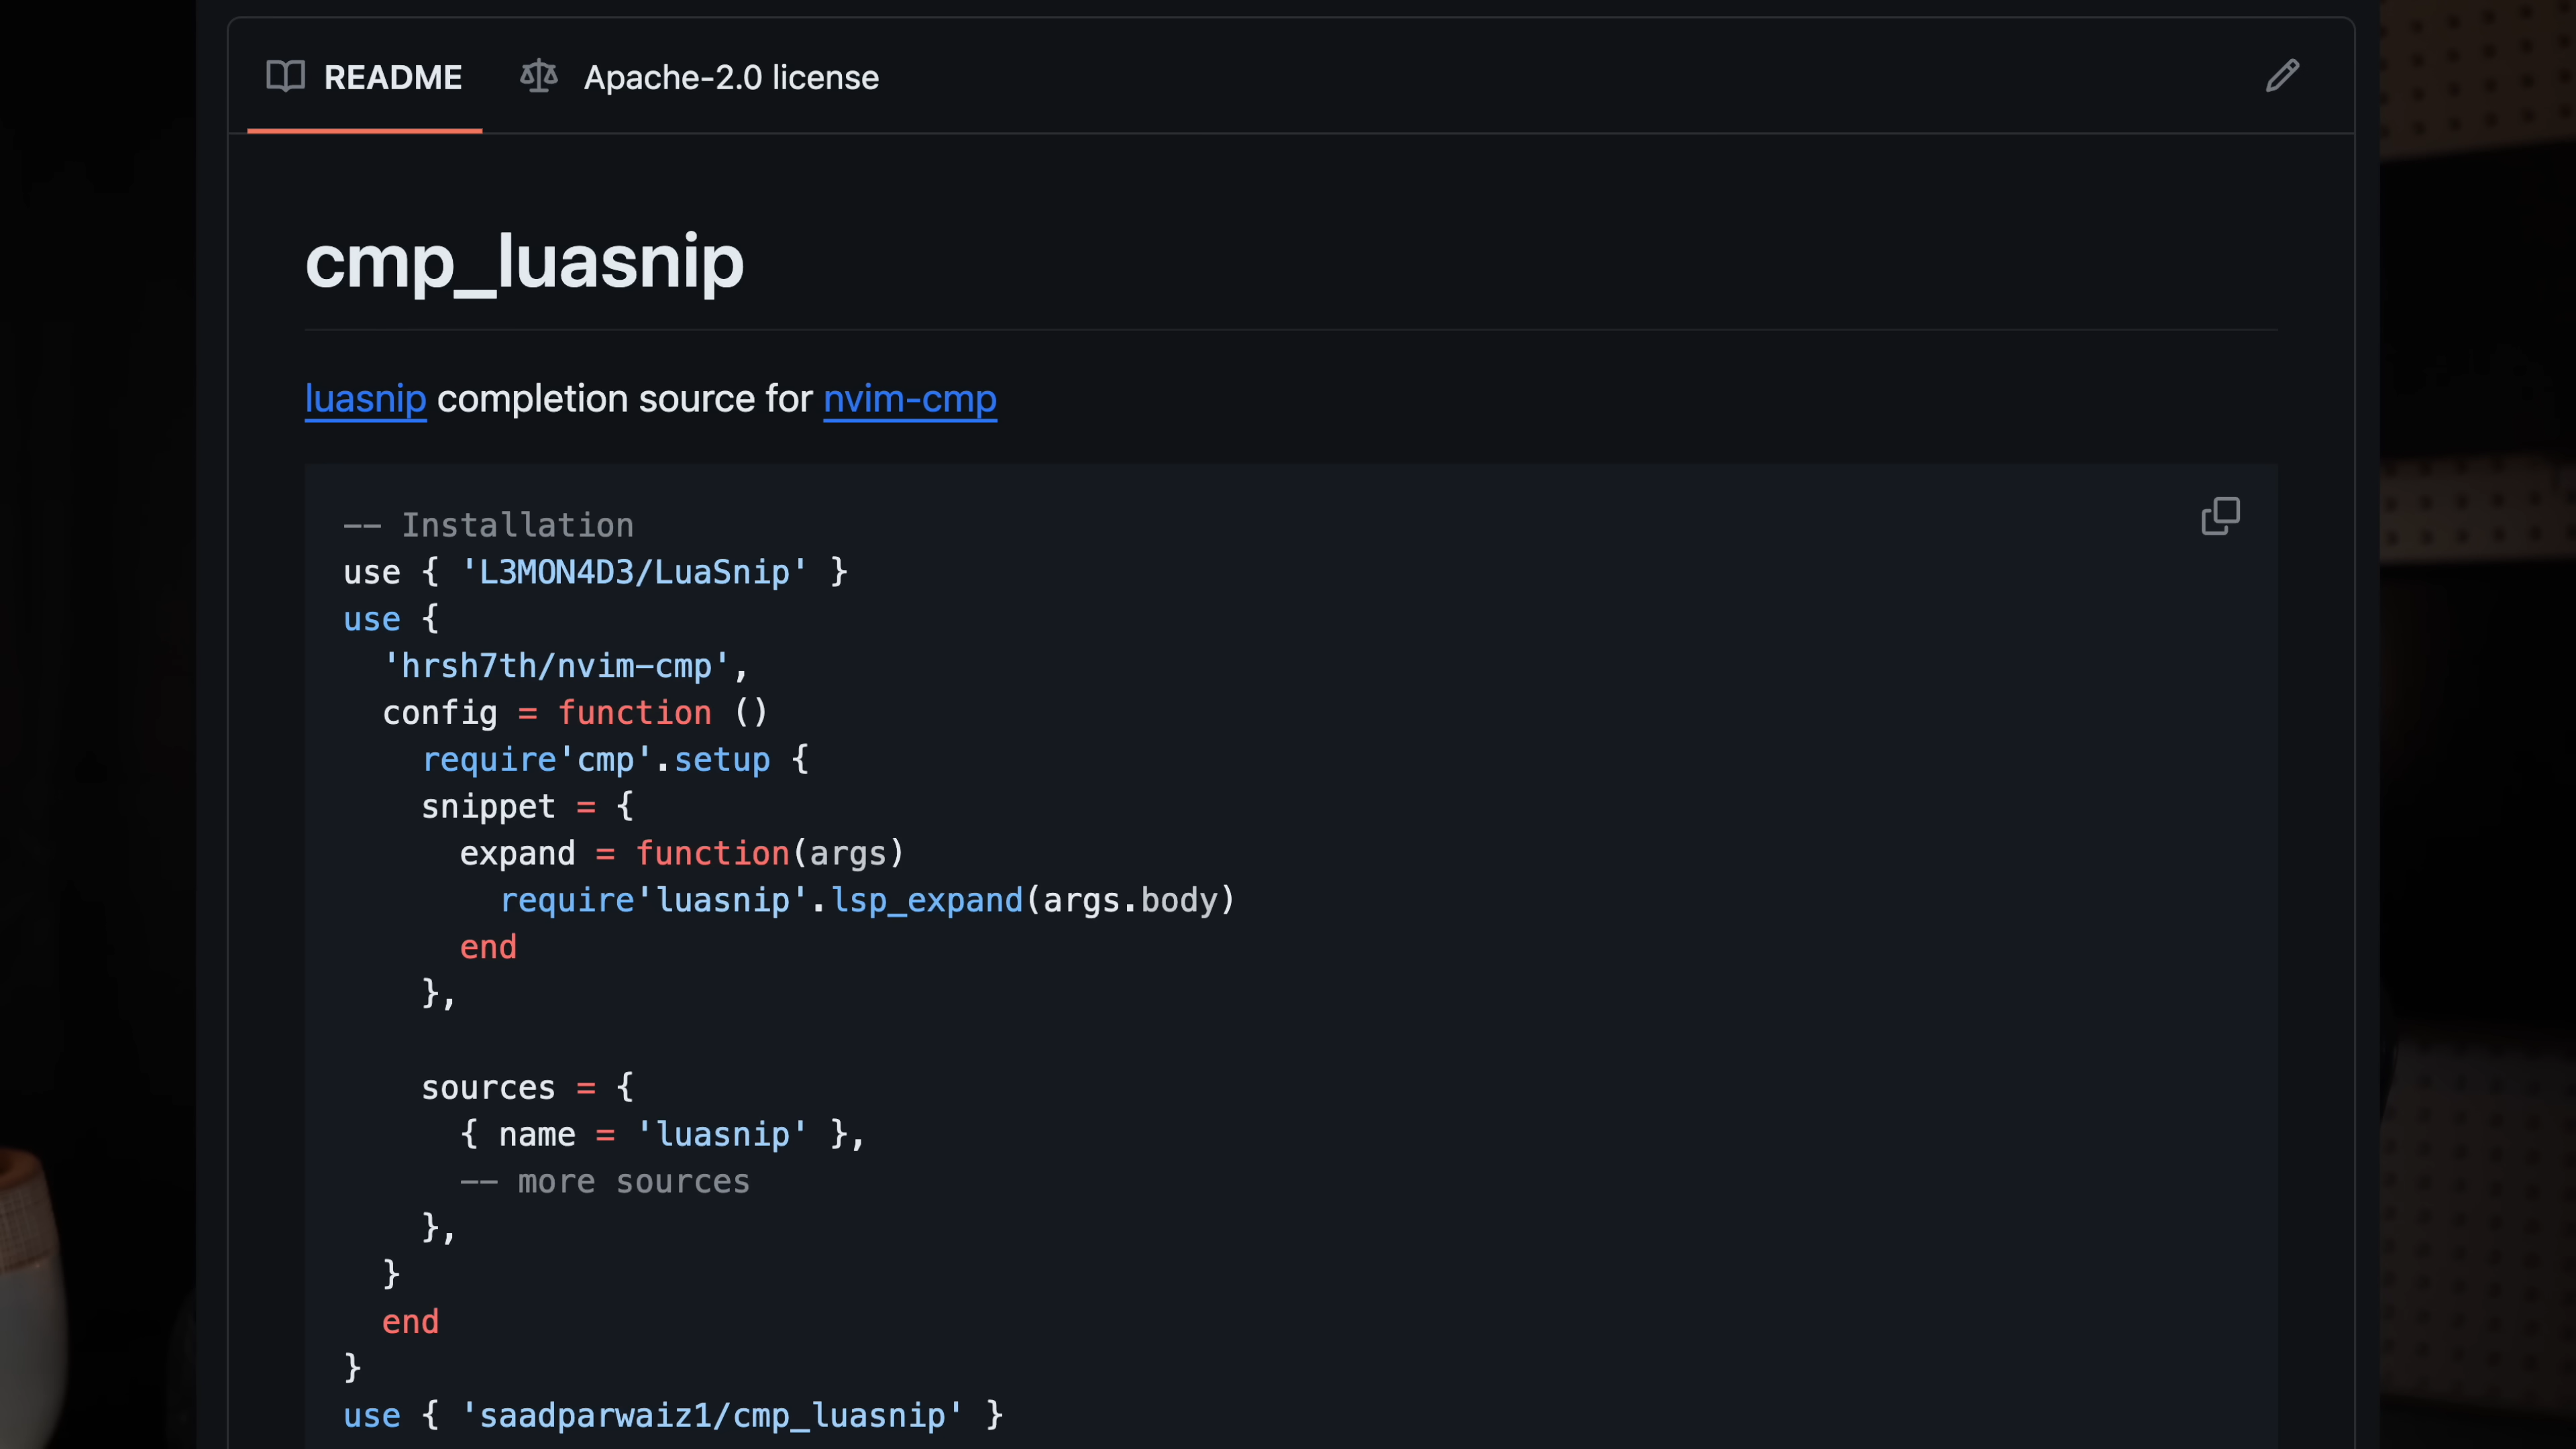 README Apache-2.0 license
cmp_luasnip
luasnip completion source for nvim-cmp
-- Installation
use { 'L3MON4D3/LuaSnip' }
use {
  'hrsh7th/nvim-cmp',
  config = function ()
    require'cmp'.setup {
    snippet = {
      expand = function(args)
        require'luasnip'.lsp_expand(args.body)
      end
    },

    sources = {
      { name = 'luasnip' },
      -- more sources
    },
  }
  end
}
use { 'saadparwaiz1/cmp_luasnip' }